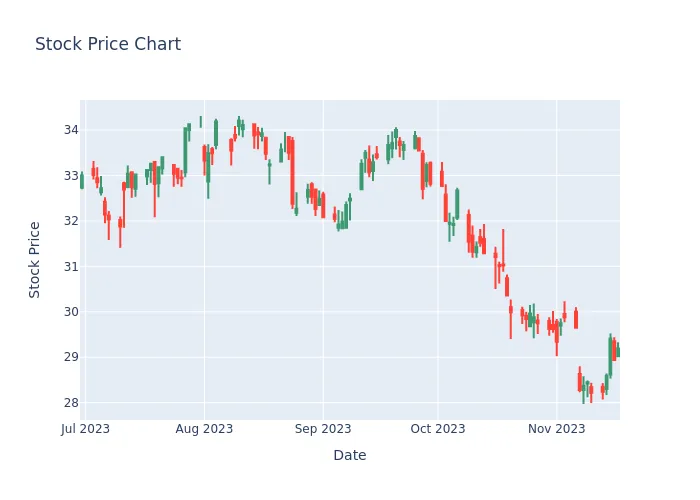 Stock Price Chart
Stock Price
34
33
32
31
30
29
28
Jul 2023
Aug 2023
Sep 2023
Oct 2023
Nov 2023
Date